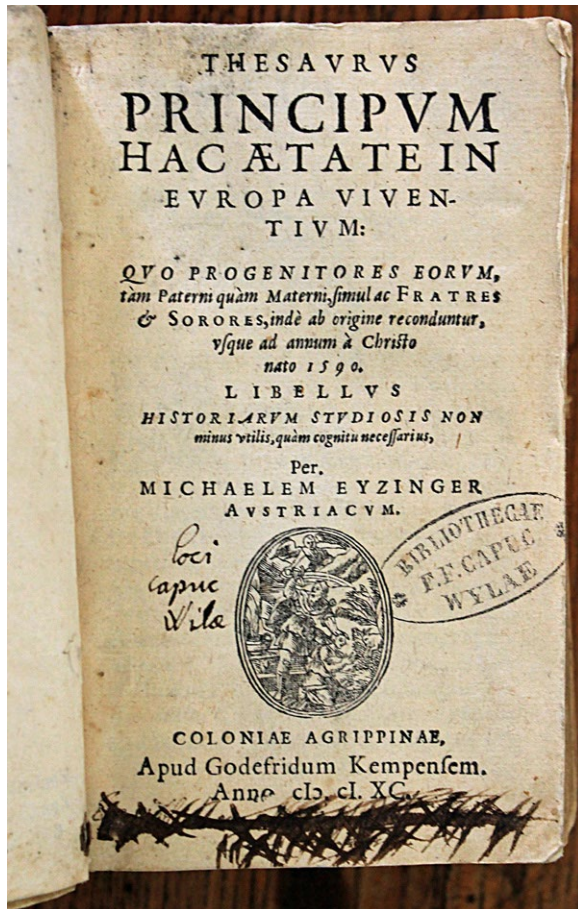 THESAVRVS
PRINCIPVM
HAC ÆTATE IN
EVROPA VIVEN-
TIVM:
QVO PROGENITORES EORVM,
tàm Paterni quàm Materni, ſimul ac FRATRES
& SORORES, indè ab origine reconduntur,
vſque ad annum à Chriſto
nato 1590.
LIBELLVS
HISTORIARVM STVDIOSIS NON
minus vtilis, quàm cognitu neceſſarius,
Per.
MICHAELEM EYZINGER
AVSTRIACVM.
loci
capuc
Wilæ
BIBLIOTHECAE
F.F. CAPUC
WYLAE
COLONIAE AGRIPPINAE,
Apud Godefridum Kempenſem.
Anno cIↄ. cI. XC.